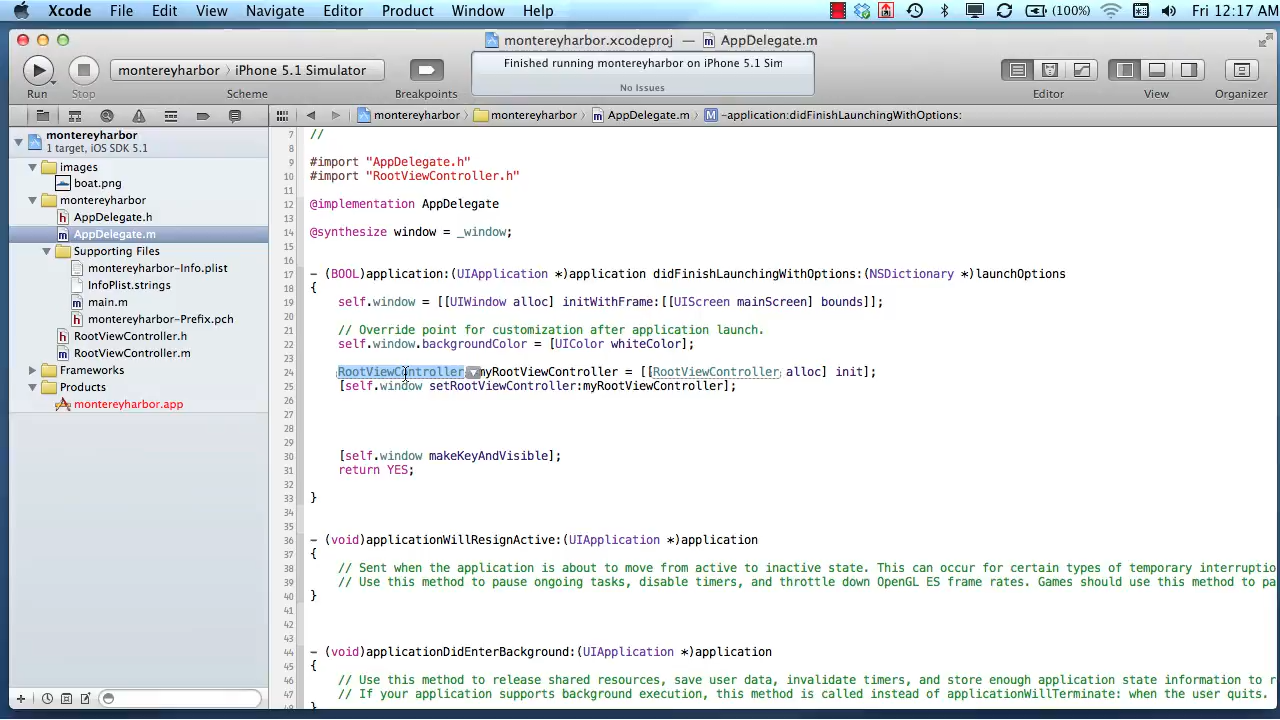 Xcode File Edit View Navigate Editor Product Window Help (100%) Fri 12:17 AM
montereyharbor.xcodeproj — AppDelegate.m
montereyharbor 〉 iPhone 5.1 Simulator
Finished running montereyharbor on iPhone 5.1 Sim
No Issues
Run Stop Scheme Breakpoints Editor View Organizer
montereyharbor 〉 montereyharbor 〉 AppDelegate.m 〉 -application:didFinishLaunchingWithOptions:
montereyharbor
1 target, iOS SDK 5.1
images
boat.png
montereyharbor
AppDelegate.h
AppDelegate.m
Supporting Files
montereyharbor-Info.plist
InfoPlist.strings
main.m
montereyharbor-Prefix.pch
RootViewController.h
RootViewController.m
Frameworks
Products
montereyharbor.app
7 //
8
9 #import "AppDelegate.h"
10 #import "RootViewController.h"
11
12 @implementation AppDelegate
13
14 @synthesize window = _window;
15
16
17 - (BOOL)application:(UIApplication *)application didFinishLaunchingWithOptions:(NSDictionary *)launchOptions
18 {
19 self.window = [[UIWindow alloc] initWithFrame:[[UIScreen mainScreen] bounds]];
20
21 // Override point for customization after application launch.
22 self.window.backgroundColor = [UIColor whiteColor];
23
24 RootViewController myRootViewController = [[RootViewController alloc] init];
25 [self.window setRootViewController:myRootViewController];
26
27
28
29
30 [self.window makeKeyAndVisible];
31 return YES;
32
33 }
34
35
36 - (void)applicationWillResignActive:(UIApplication *)application
37 {
38 // Sent when the application is about to move from active to inactive state. This can occur for certain types of temporary interruptio
39 // Use this method to pause ongoing tasks, disable timers, and throttle down OpenGL ES frame rates. Games should use this method to pa
40 }
41
42
43
44 - (void)applicationDidEnterBackground:(UIApplication *)application
45 {
46 // Use this method to release shared resources, save user data, invalidate timers, and store enough application state information to r
47 // If your application supports background execution, this method is called instead of applicationWillTerminate: when the user quits.
48 }